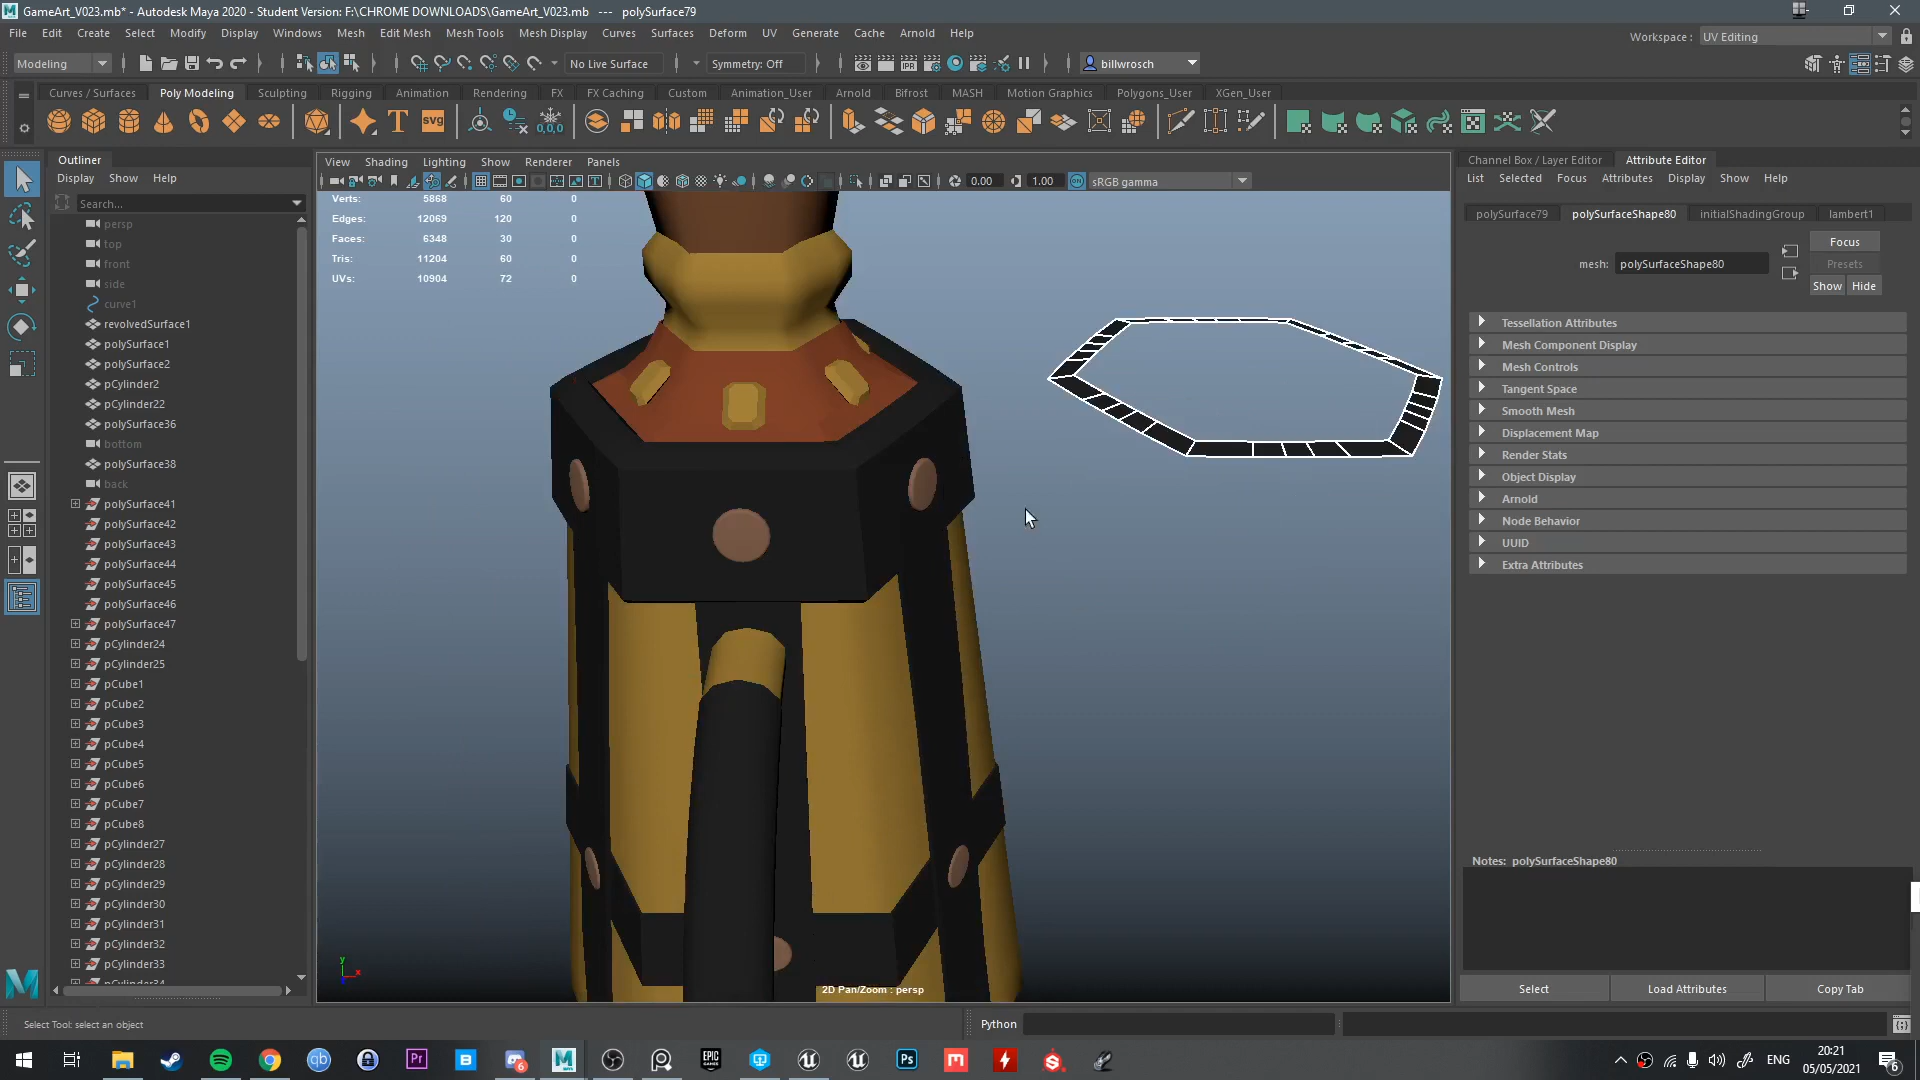 GameArt_V023.mb* - Autodesk Maya 2020 - Student Version: F:\CHROME DOWNLOADS\GameArt_V023.mb   ---   polySurface79
File Edit Create Select Modify Display Windows Mesh Edit Mesh Mesh Tools Mesh Display Curves Surfaces Deform UV Generate Cache Arnold Help
Workspace : UV Editing
Modeling No Live Surface Symmetry: Off billwrosch
Curves / Surfaces Poly Modeling Sculpting Rigging Animation Rendering FX FX Caching Custom Animation_User Arnold Bifrost MASH Motion Graphics Polygons_User XGen_User
T svg 0,0,0
Outliner
Display Show Help
Search...
persp
top
front
side
curve1
revolvedSurface1
polySurface1
polySurface2
pCylinder2
pCylinder22
polySurface36
bottom
polySurface38
back
polySurface41
polySurface42
polySurface43
polySurface44
polySurface45
polySurface46
polySurface47
pCylinder24
pCylinder25
pCube1
pCube2
pCube3
pCube4
pCube5
pCube6
pCube7
pCube8
pCylinder27
pCylinder28
pCylinder29
pCylinder30
pCylinder31
pCylinder32
pCylinder33
pCylinder34
View Shading Lighting Show Renderer Panels
0.00 1.00 sRGB gamma
Verts: 5868 60 0
Edges: 12069 120 0
Faces: 6348 30 0
Tris: 11204 60 0
UVs: 10904 72 0
y
x
2D Pan/Zoom : persp
Channel Box / Layer Editor Attribute Editor
List Selected Focus Attributes Display Show Help
polySurface79 polySurfaceShape80 initialShadingGroup lambert1
mesh: polySurfaceShape80
Focus
Presets
Show Hide
Tessellation Attributes
Mesh Component Display
Mesh Controls
Tangent Space
Smooth Mesh
Displacement Map
Render Stats
Object Display
Arnold
Node Behavior
UUID
Extra Attributes
Notes: polySurfaceShape80
Select Load Attributes Copy Tab
Select Tool: select an object
Python
ENG
20:21
05/05/2021
6